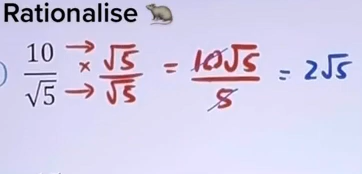 Rationalise 🦡
10/√5 → × → √5/√5 = 10√5/5 = 2√5